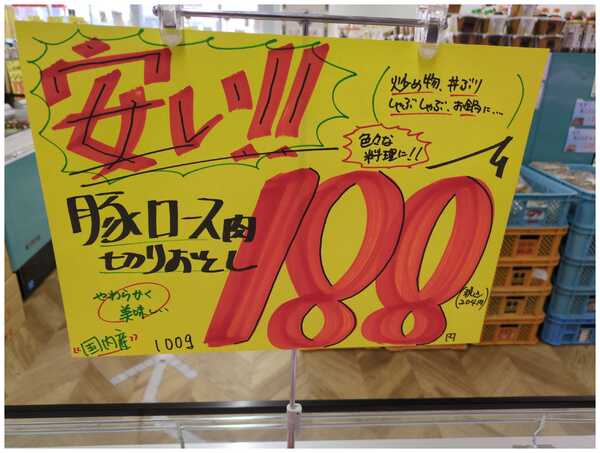 安い!!
炒め物、丼ぶり
しゃぶしゃぶ、お鍋に…
色々な
料理に!!
豚ロース肉
切りおとし
188
円
(税込
204円)
やわらかく
美味しい
"国内産"
100g